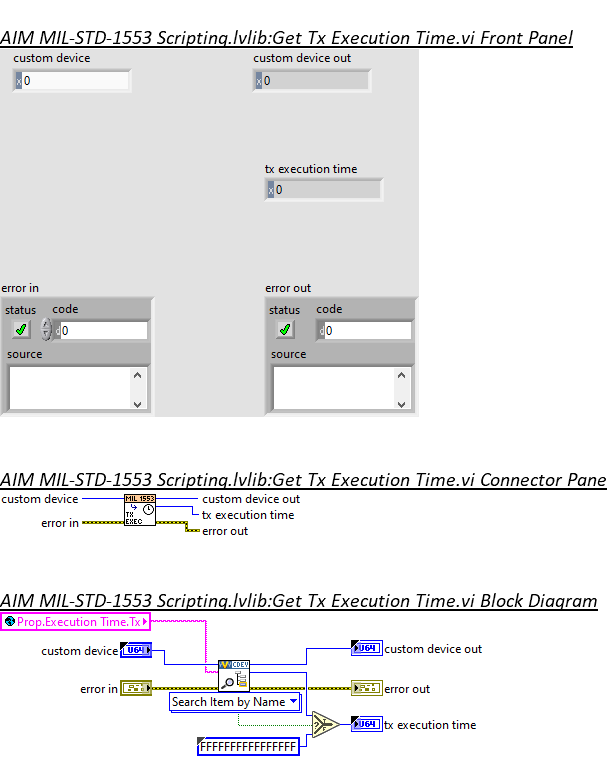 AIM MIL-STD-1553 Scripting.lvlib:Get Tx Execution Time.vi Front Panel
custom device
custom device out
x 0
x 0
tx execution time
x 0
error in
error out
status code
status code
d 0
d 0
source
source
AIM MIL-STD-1553 Scripting.lvlib:Get Tx Execution Time.vi Connector Pane
custom device
MIL 1553
custom device out
TX
EXEC
tx execution time
error in
error out
AIM MIL-STD-1553 Scripting.lvlib:Get Tx Execution Time.vi Block Diagram
Prop.Execution Time.Tx
custom device U64
U64 custom device out
CDEV
error in
error out
Search Item by Name
T
F
?
U64 tx execution time
FFFFFFFFFFFFFFFF